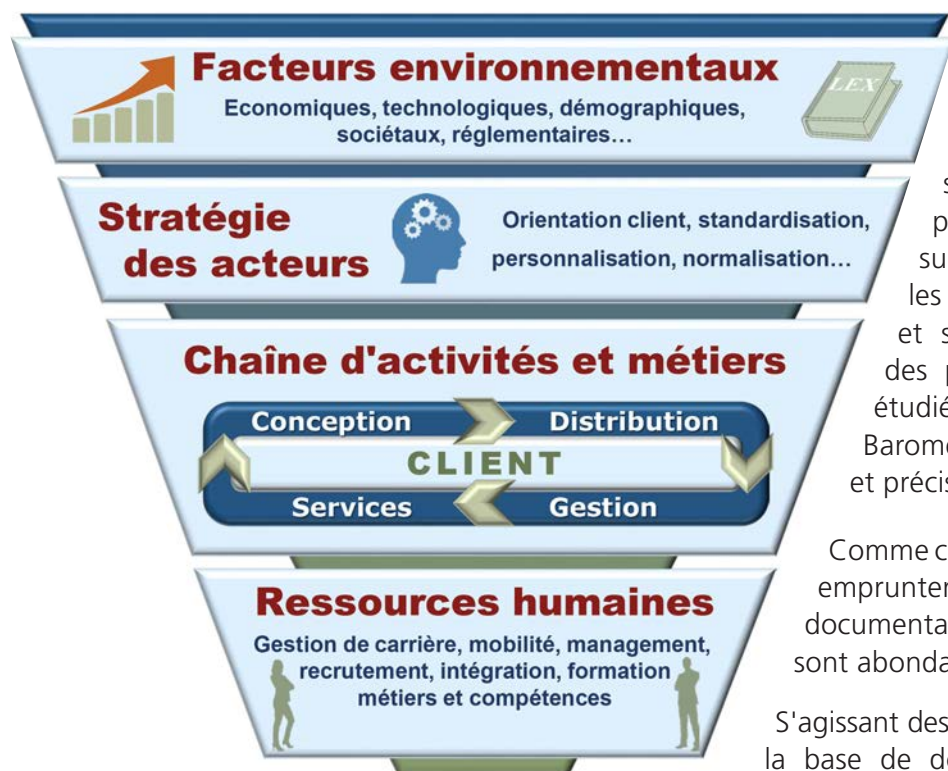 Facteurs environnementaux
LEX
Economiques, technologiques, démographiques,
sociétaux, réglementaires…
Stratégie
des acteurs
Orientation client, standardisation,
personnalisation, normalisation…
Chaîne d'activités et métiers
Conception
Distribution
CLIENT
Services
Gestion
Ressources humaines
Gestion de carrière, mobilité, management,
recrutement, intégration, formation
métiers et compétences
su
les
et
des
Comme
emprunter
sont
S'agissant des
la base de